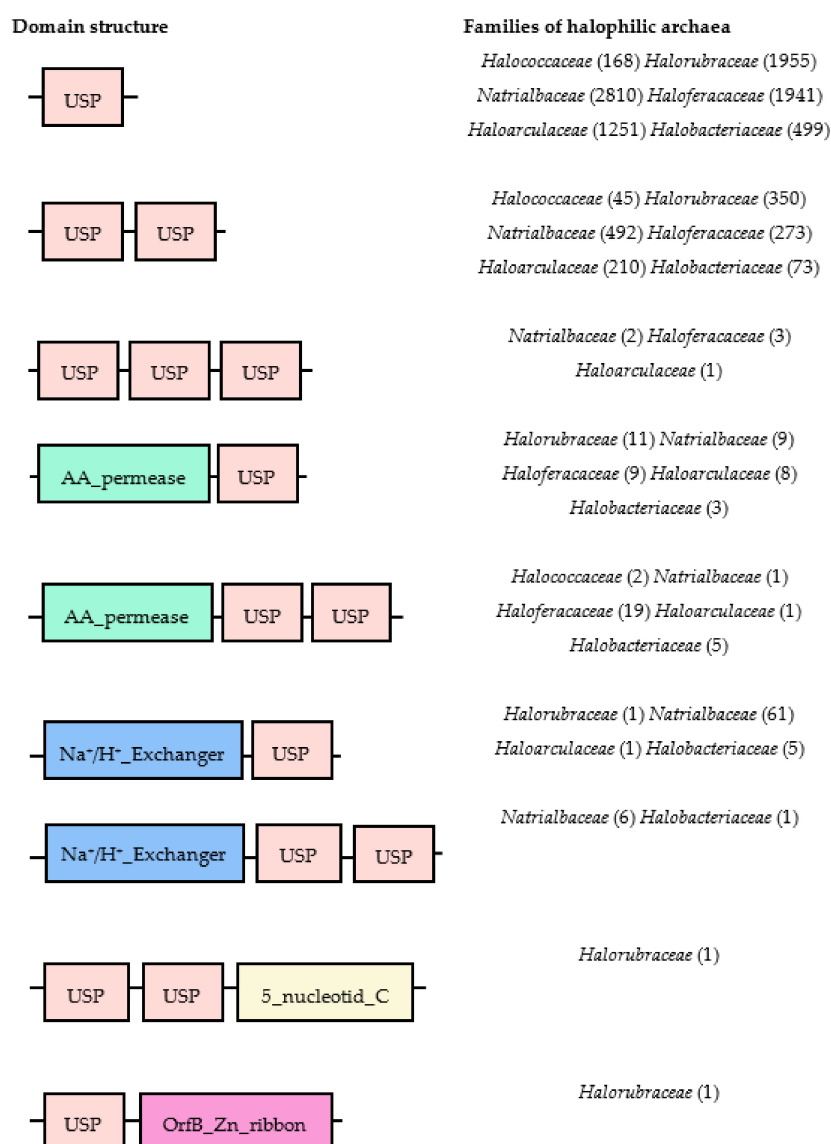 Domain structure Families of halophilic archaea
Halococcaceae (168) Halorubraceae (1955)
USP
Natrialbaceae (2810) Haloferacaceae (1941)
Haloarculaceae (1251) Halobacteriaceae (499)
Halococcaceae (45) Halorubraceae (350)
USP USP Natrialbaceae (492) Haloferacaceae (273)
Haloarculaceae (210) Halobacteriaceae (73)
Natrialbaceae (2) Haloferacaceae (3)
USP USP USP Haloarculaceae (1)
Halorubraceae (11) Natrialbaceae (9)
AA_permease USP Haloferacaceae (9) Haloarculaceae (8)
Halobacteriaceae (3)
Halococcaceae (2) Natrialbaceae (1)
AA_permease USP USP Haloferacaceae (19) Haloarculaceae (1)
Halobacteriaceae (5)
Halorubraceae (1) Natrialbaceae (61)
Na⁺/H⁺_Exchanger USP Haloarculaceae (1) Halobacteriaceae (5)
Natrialbaceae (6) Halobacteriaceae (1)
Na⁺/H⁺_Exchanger USP USP
Halorubraceae (1)
USP USP 5_nucleotid_C
Halorubraceae (1)
USP OrfB_Zn_ribbon